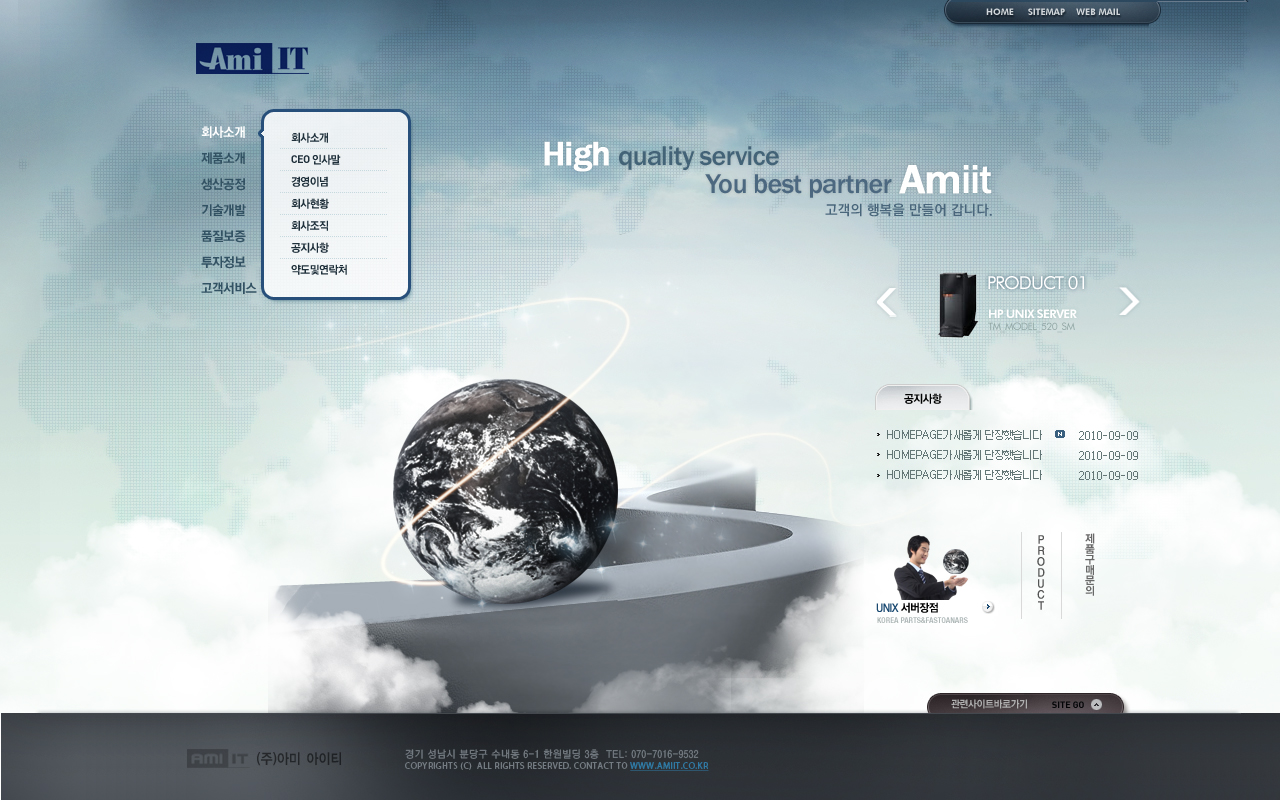 HOME SITEMAP WEB MAIL
Ami IT
회사소개
제품소개
생산공정
기술개발
품질보증
투자정보
고객서비스
회사소개
CEO 인사말
경영이념
회사현황
회사조직
공지사항
약도및연락처
High quality service
You best partner Amiit
고객의 행복을 만들어 갑니다.
PRODUCT 01
HP UNIX SERVER
TM_MODEL_520_SM
공지사항
HOMEPAGE가 새롭게 단장했습니다 N 2010-09-09
HOMEPAGE가 새롭게 단장했습니다 2010-09-09
HOMEPAGE가 새롭게 단장했습니다 2010-09-09
UNIX 서버장점
KOREA PARTS&FASTOANARS
PRODUCT
제품구매문의
관련사이트바로가기 SITE GO
AMI IT (주)아미 아이티
경기 성남시 분당구 수내동 6-1 한원빌딩 3층 TEL: 070-7016-9532
COPYRIGHTS (C) ALL RIGHTS RESERVED. CONTACT TO WWW.AMIIT.CO.KR